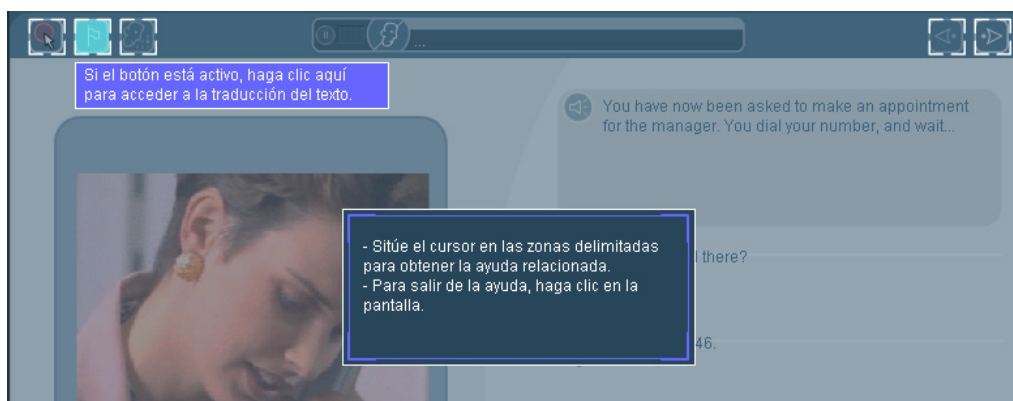 ...
Si el botón está activo, haga clic aquí
para acceder a la traducción del texto.
You have now been asked to make an appointment
for the manager. You dial your number, and wait...
- Sitúe el cursor en las zonas delimitadas
para obtener la ayuda relacionada.
- Para salir de la ayuda, haga clic en la
pantalla.
there?
46.